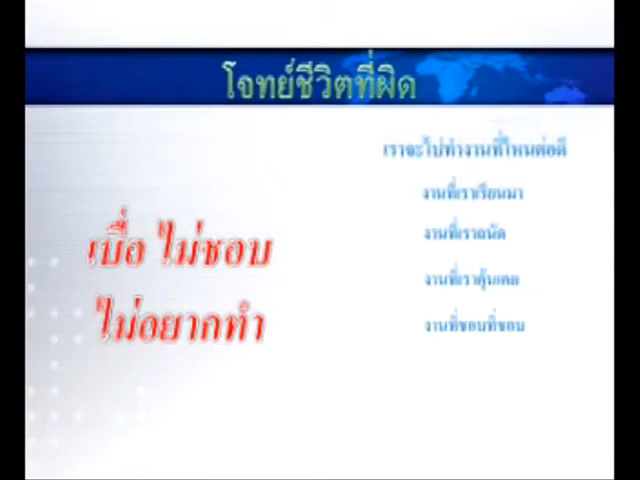 โจทย์ชีวิตที่ผิด
เราจะไปทำงานที่ไหนต่อดี
งานที่เราเรียนมา
งานที่เราถนัด
งานที่เราคุ้นเคย
งานที่ชอบที่ชอบ
เบื่อ ไม่ชอบ
ไม่อยากทำ